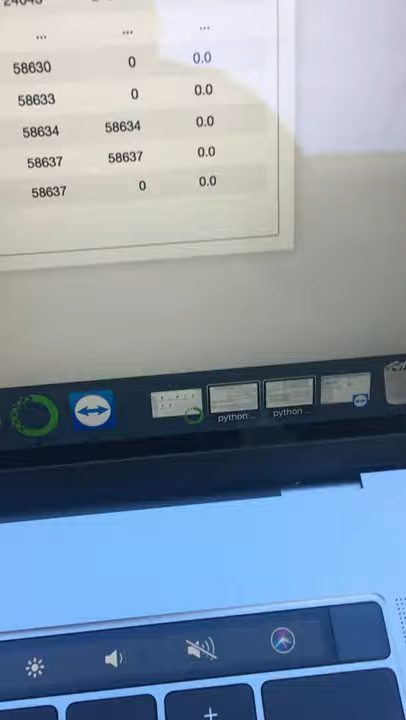 ... ... ...
58630 0 0.0
58633 0 0.0
58634 58634 0.0
58637 58637 0.0
58637 0 0.0
python ... python ...
+